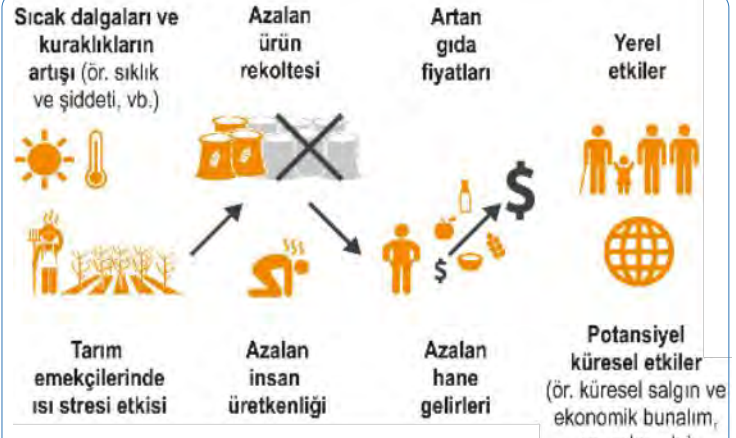 Sıcak dalgaları ve
kuraklıkların
artışı (ör. sıklık
ve şiddeti, vb.)
Azalan
ürün
rekoltesi
Artan
gıda
fiyatları
Yerel
etkiler
$
$
Tarım
emekçilerinde
ısı stresi etkisi
Azalan
insan
üretkenliği
Azalan
hane
gelirleri
Potansiyel
küresel etkiler
(ör. küresel salgın ve
ekonomik bunalım,